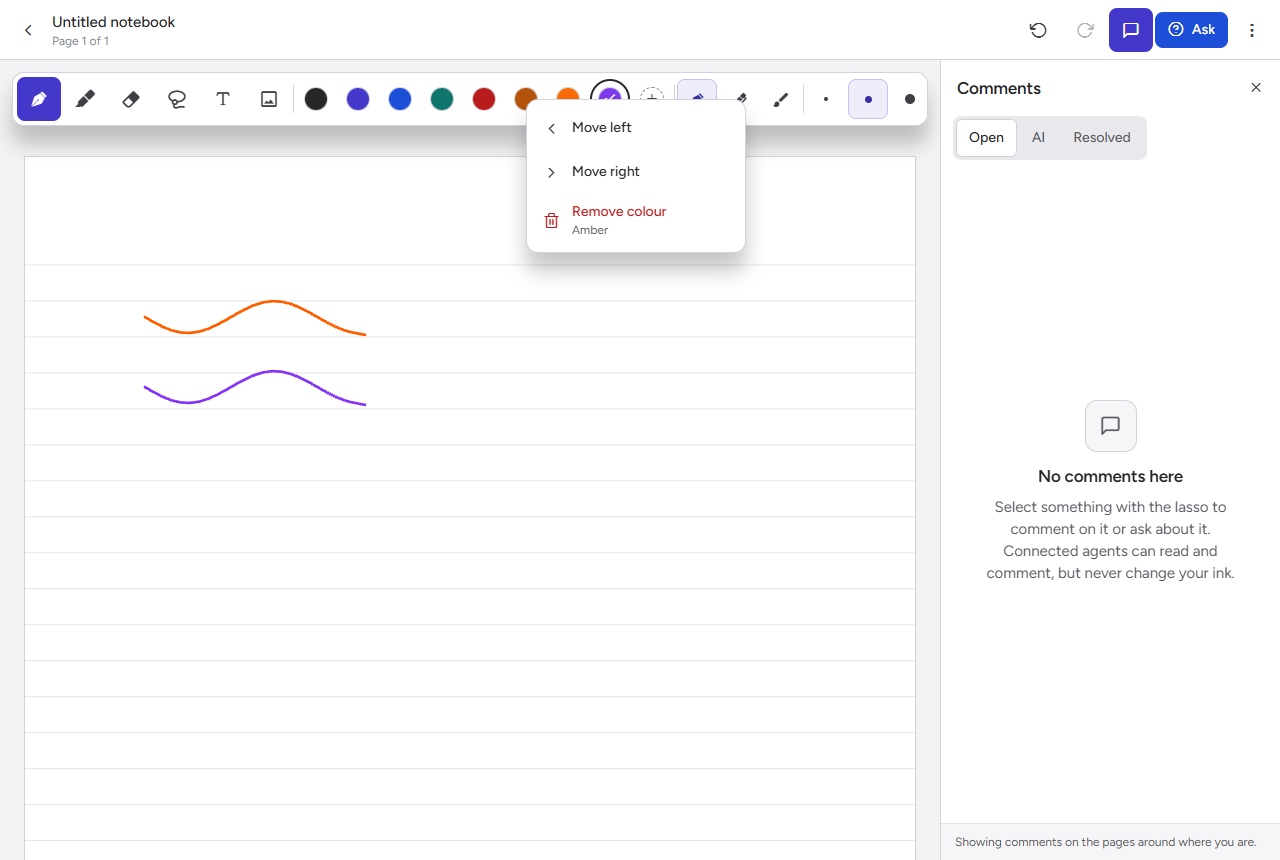 Untitled notebook
Page 1 of 1
Ask
T
Move left
Move right
Remove colour
Amber
Comments
Open AI Resolved
No comments here
Select something with the lasso to
comment on it or ask about it.
Connected agents can read and
comment, but never change your ink.
Showing comments on the pages around where you are.